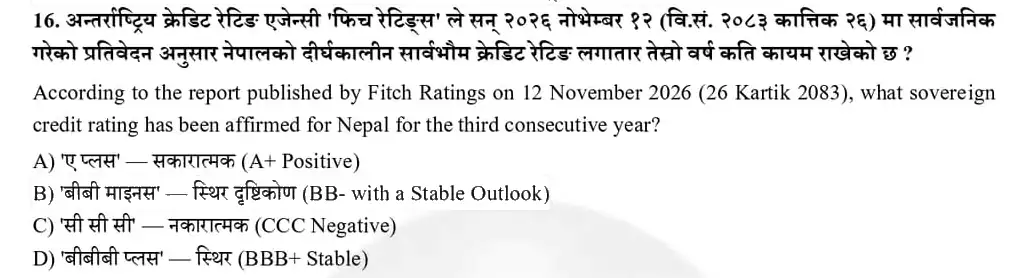 16. अन्तर्राष्ट्रिय क्रेडिट रेटिङ एजेन्सी 'फिच रेटिङ्स' ले सन् २०२६ नोभेम्बर १२ (वि.सं. २०८३ कात्तिक २६) मा सार्वजनिक
गरेको प्रतिवेदन अनुसार नेपालको दीर्घकालीन सार्वभौम क्रेडिट रेटिङ लगातार तेस्रो वर्ष कति कायम राखेको छ ?
According to the report published by Fitch Ratings on 12 November 2026 (26 Kartik 2083), what sovereign
credit rating has been affirmed for Nepal for the third consecutive year?
A) 'ए प्लस' — सकारात्मक (A+ Positive)
B) 'बीबी माइनस' — स्थिर दृष्टिकोण (BB- with a Stable Outlook)
C) 'सी सी सी' — नकारात्मक (CCC Negative)
D) 'बीबीबी प्लस' — स्थिर (BBB+ Stable)